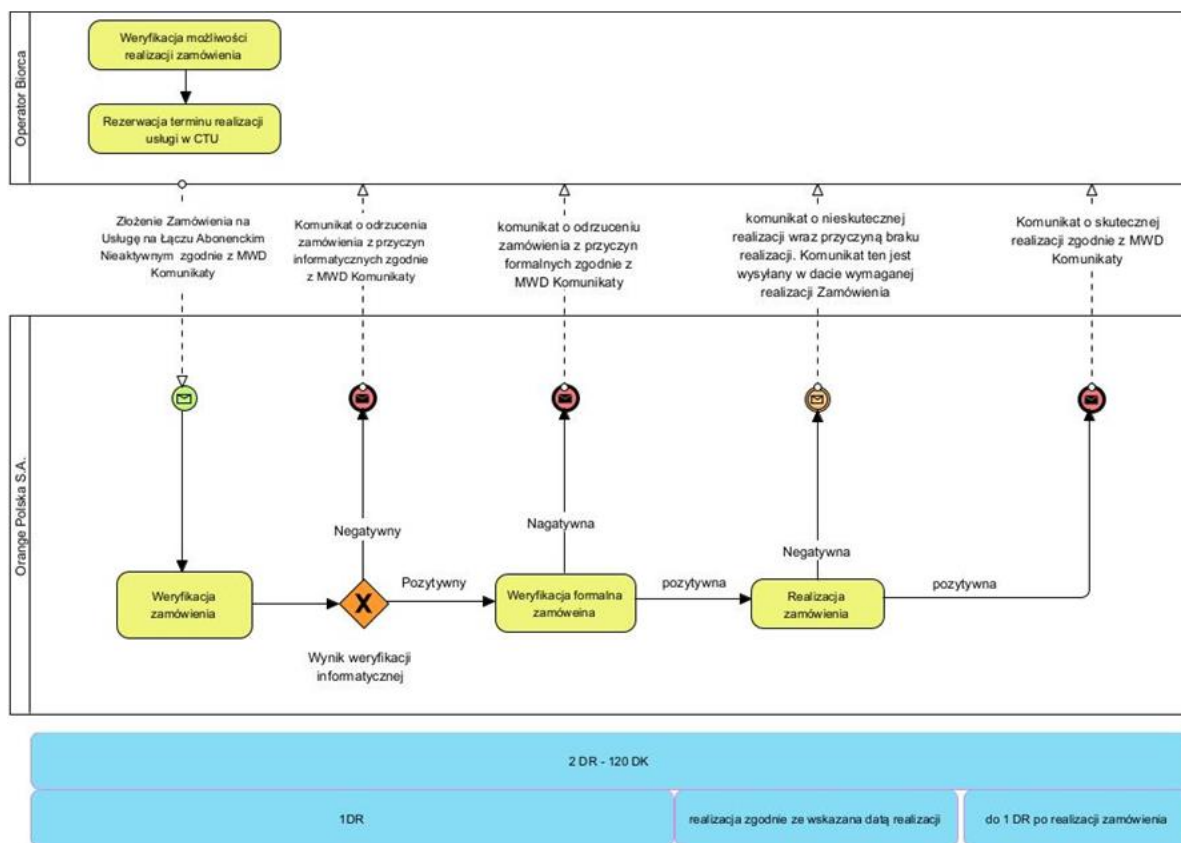 Operator Biorca
Weryfikacja możliwości
realizacji zamówienia
Rezerwacja terminu realizacji
usługi w CTU
Złożenie Zamówienia na
Usługę na Łączu Abonenckim
Nieaktywnym zgodnie z MWD
Komunikaty
Komunikat o odrzucenia
zamówienia z przyczyn
informatycznych zgodnie
z MWD Komunikaty
komunikat o odrzuceniu
zamówienia z przyczyn
formalnych zgodnie z
MWD Komunikaty
komunikat o nieskutecznej
realizacji wraz przyczyną braku
realizacji. Komunikat ten jest
wysyłany w dacie wymaganej
realizacji Zamówienia
Komunikat o skutecznej
realizacji zgodnie z MWD
Komunikaty
Orange Polska S.A.
Negatywny
Nagatywna
Negatywna
Weryfikacja
zamówienia
X
Pozytywny
Weryfikacja formalna
zamóweina
pozytywna
Realizacja
zamówienia
pozytywna
Wynik weryfikacji
informatycznej
2 DR - 120 DK
1DR
realizacja zgodnie ze wskazana datą realizacji
do 1 DR po realizacji zamówienia